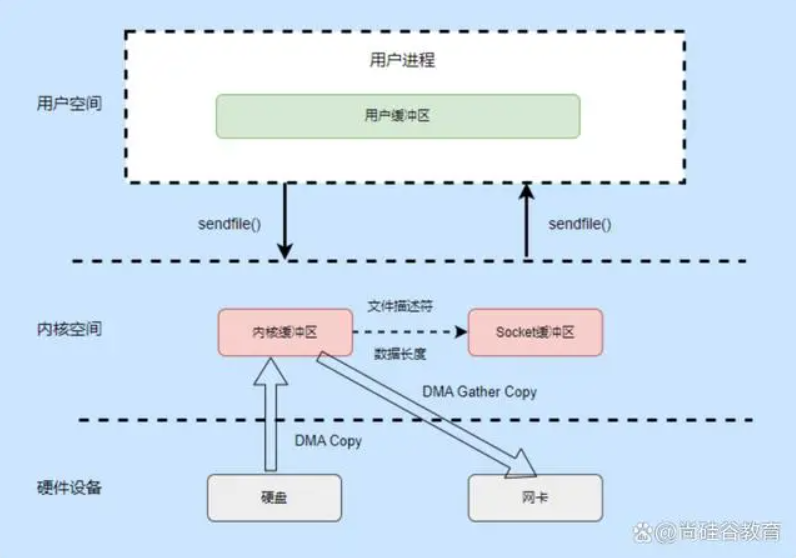 用户进程
用户空间
用户缓冲区
sendfile()
sendfile()
文件描述符
内核空间
内核缓冲区
Socket缓冲区
数据长度
DMA Gather Copy
DMA Copy
硬件设备
硬盘
网卡
知乎 @尚硅谷教育